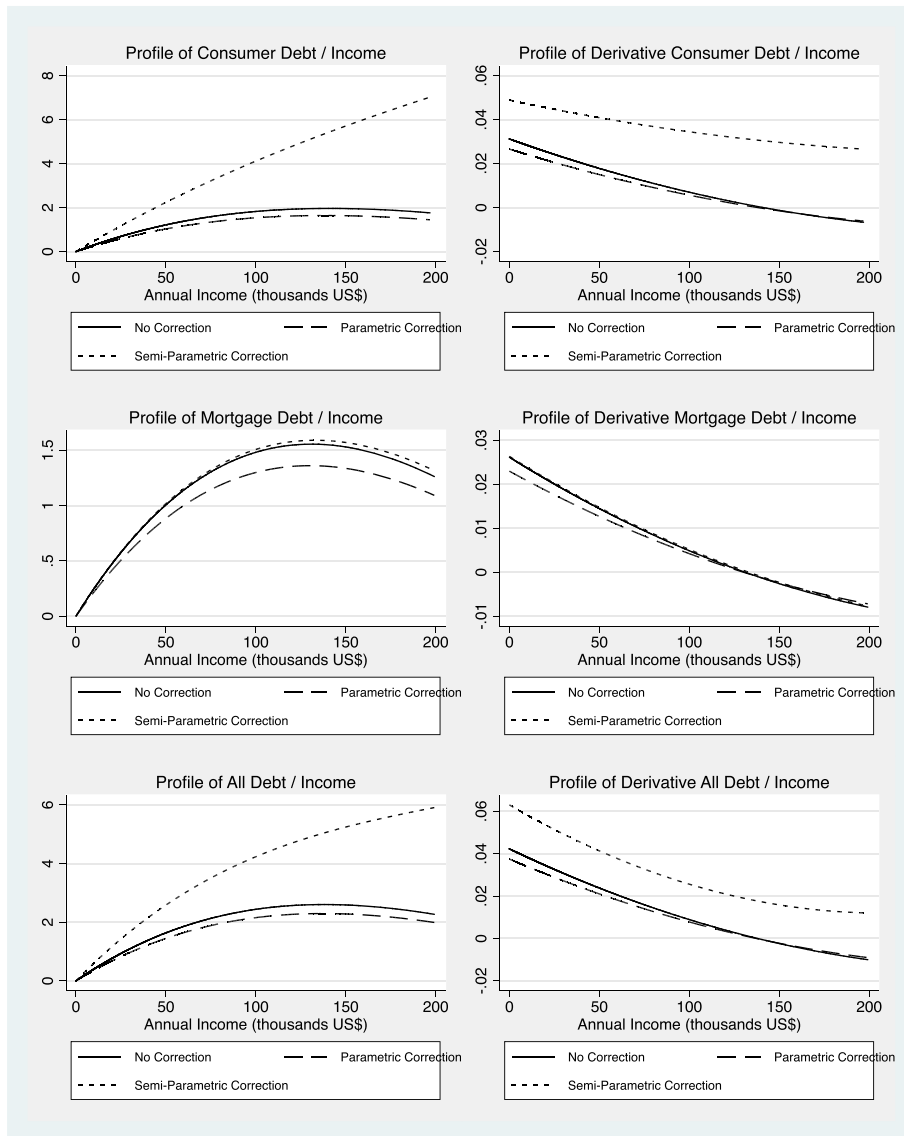 Profile of Consumer Debt / Income
8
6
4
2
0
0 50 100 150 200
Annual Income (thousands US$)
No Correction Parametric Correction
Semi-Parametric Correction
Profile of Derivative Consumer Debt / Income
.06
.04
.02
0
-.02
0 50 100 150 200
Annual Income (thousands US$)
No Correction Parametric Correction
Semi-Parametric Correction
Profile of Mortgage Debt / Income
1.5
1
.5
0
0 50 100 150 200
Annual Income (thousands US$)
No Correction Parametric Correction
Semi-Parametric Correction
Profile of Derivative Mortgage Debt / Income
.03
.02
.01
0
-.01
0 50 100 150 200
Annual Income (thousands US$)
No Correction Parametric Correction
Semi-Parametric Correction
Profile of All Debt / Income
6
4
2
0
0 50 100 150 200
Annual Income (thousands US$)
No Correction Parametric Correction
Semi-Parametric Correction
Profile of Derivative All Debt / Income
.06
.04
.02
0
-.02
0 50 100 150 200
Annual Income (thousands US$)
No Correction Parametric Correction
Semi-Parametric Correction